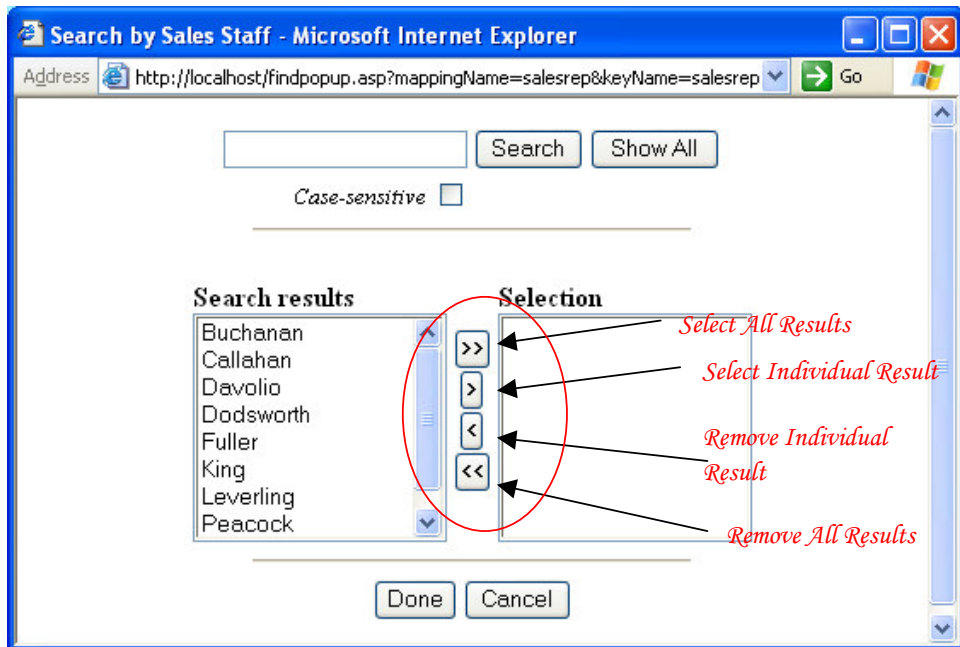 Search by Sales Staff - Microsoft Internet Explorer
Address http://localhost/findpopup.asp?mappingName=salesrep&keyName=salesrep Go
Search Show All
Case-sensitive
Search results Selection
Buchanan
Callahan
Davolio
Dodsworth
Fuller
King
Leverling
Peacock
>>
>
<
<<
Select All Results
Select Individual Result
Remove Individual
Result
Remove All Results
Done Cancel